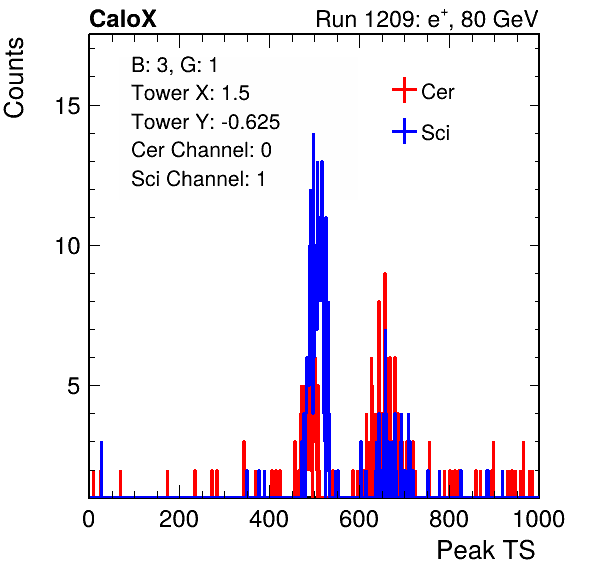 CaloX Run 1209: e⁺, 80 GeV
Counts
B: 3, G: 1
Tower X: 1.5
Tower Y: -0.625
Cer Channel: 0
Sci Channel: 1
Cer
Sci
15
10
5
0 200 400 600 800 1000
Peak TS